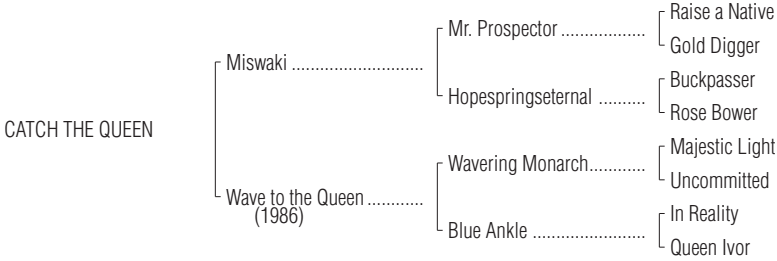 Raise a Native
Mr. Prospector ..................
Gold Digger
Miswaki ............................
Buckpasser
Hopespringseternal ..........
Rose Bower
CATCH THE QUEEN
Majestic Light
Wavering Monarch............
Uncommitted
Wave to the Queen ............
(1986)
In Reality
Blue Ankle ........................
Queen Ivor